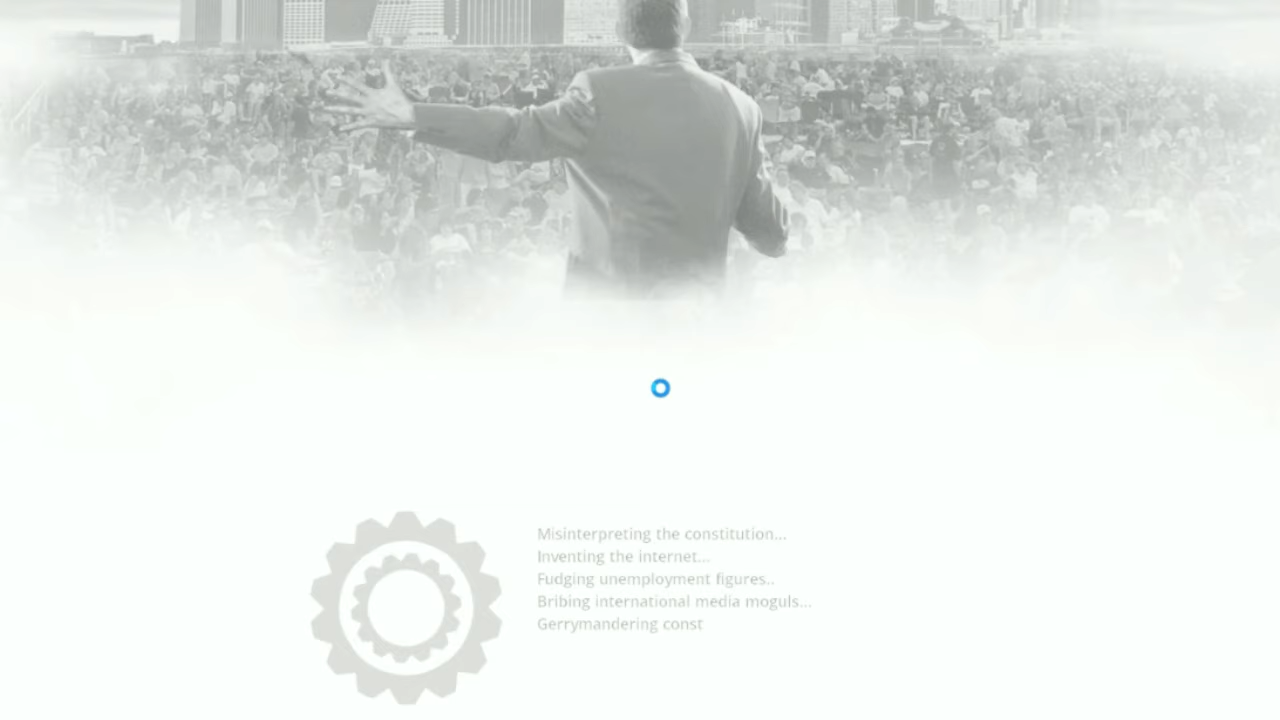 Misinterpreting the constitution...
Inventing the internet...
Fudging unemployment figures..
Bribing international media moguls...
Gerrymandering const